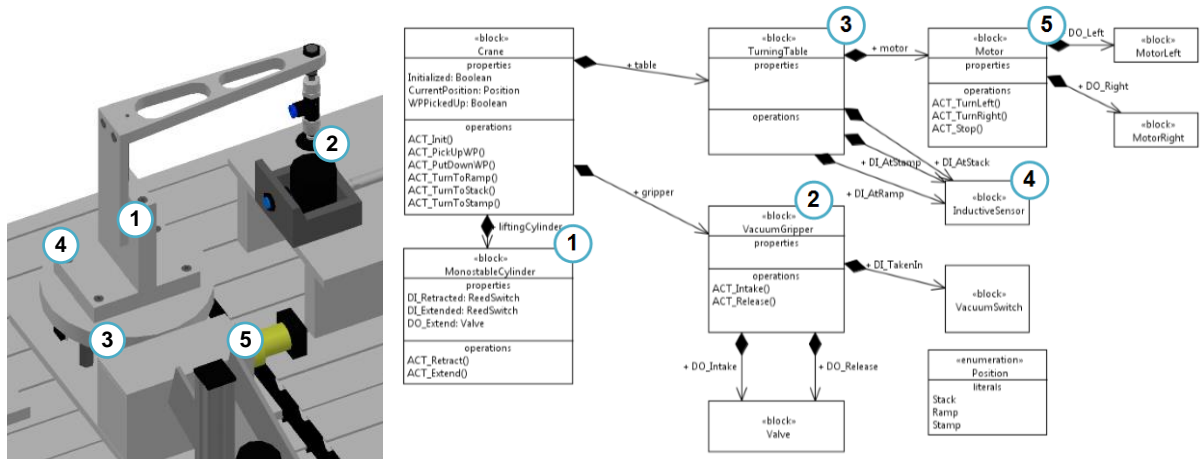 1
2
3
4
5
«block»
Crane
properties
Initialized: Boolean
CurrentPosition: Position
WPPickedUp: Boolean
operations
ACT_Init()
ACT_PickUpWP()
ACT_PutDownWP()
ACT_TurnToRamp()
ACT_TurnToStack()
ACT_TurnToStamp()
+ table
+ gripper
liftingCylinder
1
«block»
MonostableCylinder
properties
DI_Retracted: ReedSwitch
DI_Extended: ReedSwitch
DO_Extend: Valve
operations
ACT_Retract()
ACT_Extend()
3
«block»
TurningTable
properties
operations
+ motor
+ DI_AtStamp
+ DI_AtStack
+ DI_AtRamp
5
«block»
Motor
properties
operations
ACT_TurnLeft()
ACT_TurnRight()
ACT_Stop()
DO_Left
+ DO_Right
«block»
MotorLeft
«block»
MotorRight
4
«block»
InductiveSensor
2
«block»
VacuumGripper
properties
operations
ACT_Intake()
ACT_Release()
+ DI_TakenIn
«block»
VacuumSwitch
+ DO_Intake
+ DO_Release
«block»
Valve
«enumeration»
Position
literals
Stack
Ramp
Stamp